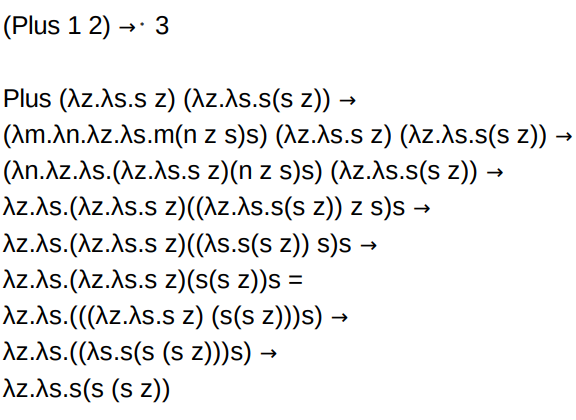 (Plus 1 2) →· 3
Plus (λz.λs.s z) (λz.λs.s(s z)) →
(λm.λn.λz.λs.m(n z s)s) (λz.λs.s z) (λz.λs.s(s z)) →
(λn.λz.λs.(λz.λs.s z)(n z s)s) (λz.λs.s(s z)) →
λz.λs.(λz.λs.s z)((λz.λs.s(s z)) z s)s →
λz.λs.(λz.λs.s z)((λs.s(s z)) s)s →
λz.λs.(λz.λs.s z)(s(s z))s =
λz.λs.(((λz.λs.s z) (s(s z)))s) →
λz.λs.((λs.s(s (s z)))s) →
λz.λs.s(s (s z))